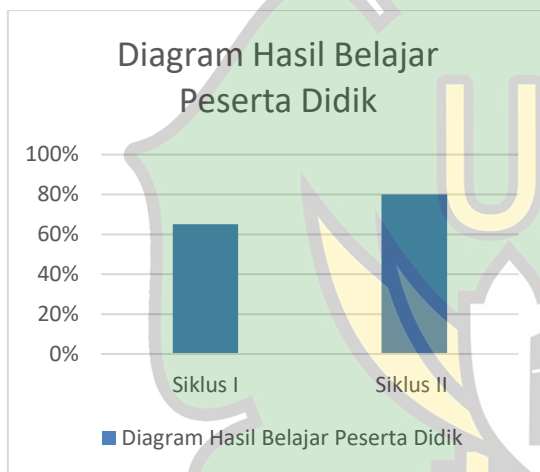 Diagram Hasil Belajar
Peserta Didik
100%
80%
60%
40%
20%
0%
Siklus I
Siklus II
Diagram Hasil Belajar Peserta Didik
U